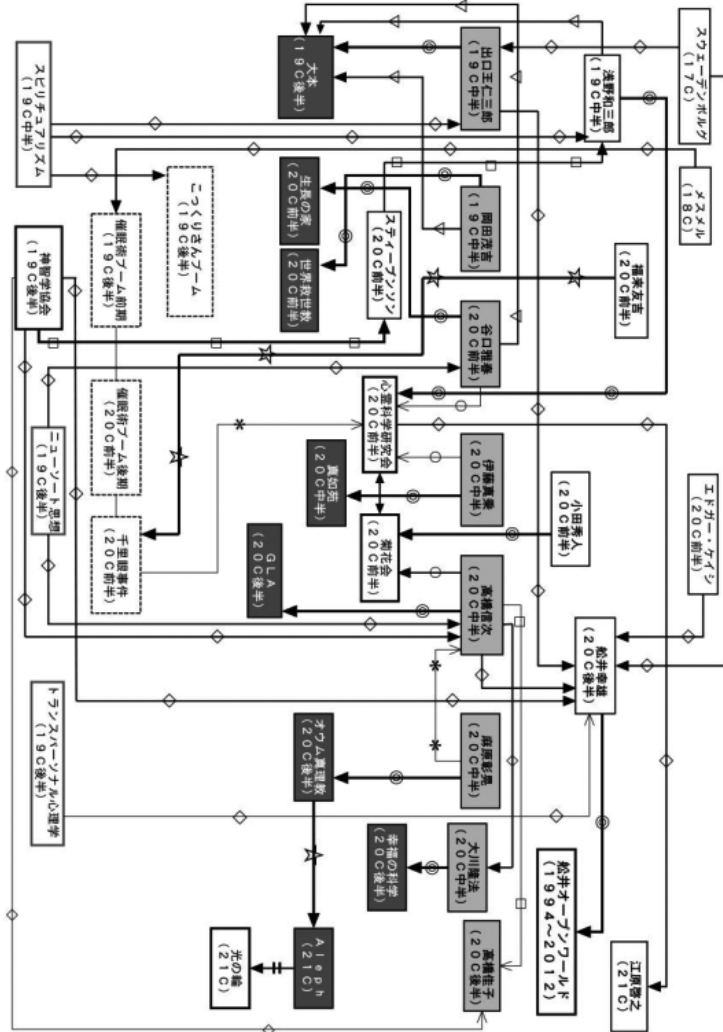 スウェーデンボルグ
(17C)
メスメル
(18C)
エドガー・ケイシ
(20C前半)
浅野和三郎
(19C中半)
福来友吉
(20C前半)
小田秀人
(20C前半)
舩井幸雄
(20C後半)
舩井オープンワールド
(1994～2012)
江原啓之
(21C)
出口王仁三郎
(19C中半)
岡田茂吉
(19C中半)
谷口雅春
(20C前半)
伊藤真乗
(20C前半)
高橋信次
(20C中半)
麻原彰晃
(20C中半)
大川隆法
(20C中半)
高橋佳子
(20C後半)
スティーブンソン
(20C前半)
心霊科学研究会
(20C前半)
菊花会
(20C前半)
幸福の科学
(20C後半)
大本
(19C後半)
生長の家
(20C前半)
世界救世教
(20C前半)
真如苑
(20C中半)
GLA
(20C後半)
オウム真理教
(20C後半)
Aleph
(21C)
光の輪
(21C)
こっくりさんブーム
(19C後半)
催眠術ブーム前期
(19C後半)
催眠術ブーム後期
(20C前半)
千里眼事件
(20C前半)
スピリチュアリズム
(19C中半)
神智学協会
(19C後半)
ニューソート思想
(19C後半)
トランスパーソナル心理学
(19C後半)